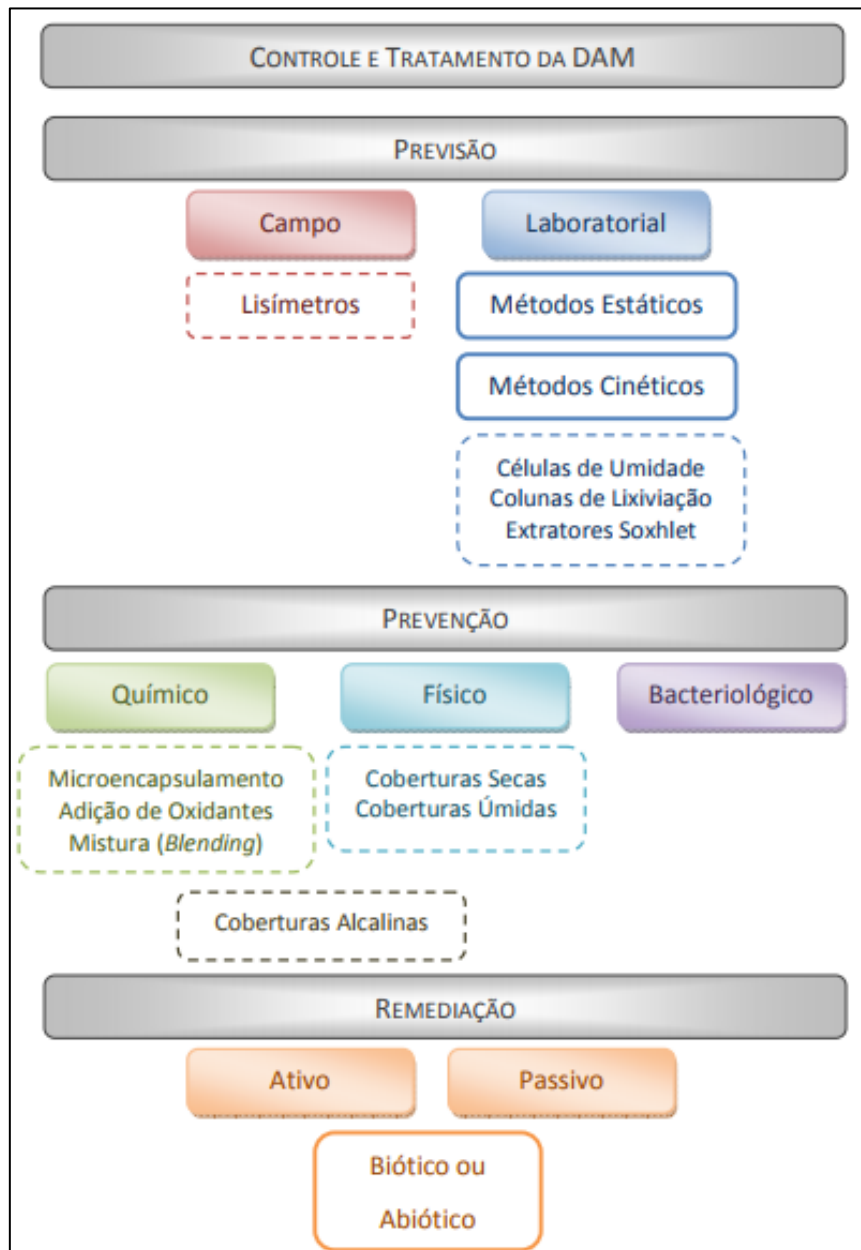 CONTROLE E TRATAMENTO DA DAM
PREVISÃO
Campo
Laboratorial
Lisímetros
Métodos Estáticos
Métodos Cinéticos
Células de Umidade
Colunas de Lixiviação
Extratores Soxhlet
PREVENÇÃO
Químico
Físico
Bacteriológico
Microencapsulamento
Adição de Oxidantes
Mistura (Blending)
Coberturas Secas
Coberturas Úmidas
Coberturas Alcalinas
REMEDIAÇÃO
Ativo
Passivo
Biótico ou
Abiótico